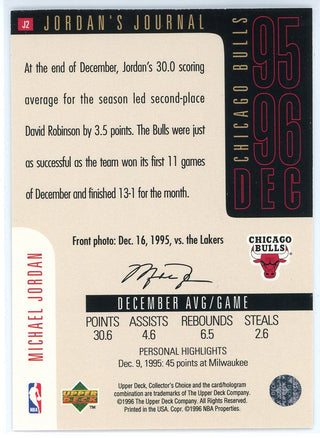 J2 JORDAN'S JOURNAL
CHICAGO BULLS
95
96
DEC
At the end of December, Jordan's 30.0 scoring
average for the season led second-place
David Robinson by 3.5 points. The Bulls were just
as successful as the team won its first 11 games
of December and finished 13-1 for the month.
Front photo: Dec. 16, 1995, vs. the Lakers
CHICAGO
BULLS
MICHAEL JORDAN
DECEMBER AVG/GAME
POINTS ASSISTS REBOUNDS STEALS
30.6 4.6 6.5 2.6
PERSONAL HIGHLIGHTS
Dec. 9, 1995: 45 points at Milwaukee
NBA
UPPER DECK
Upper Deck, Collector's Choice and the card/hologram
combination are trademarks of The Upper Deck Company.
©1996 The Upper Deck Company. All Rights Reserved.
Printed in the USA. Copr. ©1996 NBA Properties.